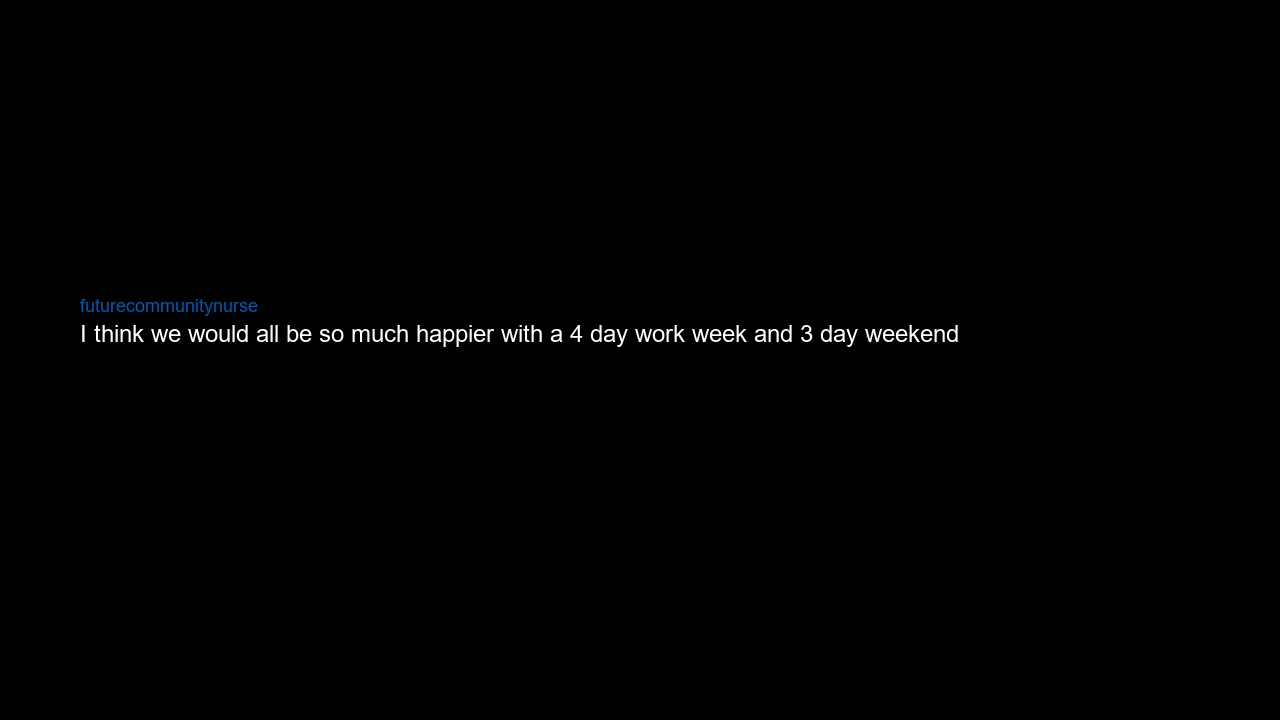 futurecommunitynurse
I think we would all be so much happier with a 4 day work week and 3 day weekend